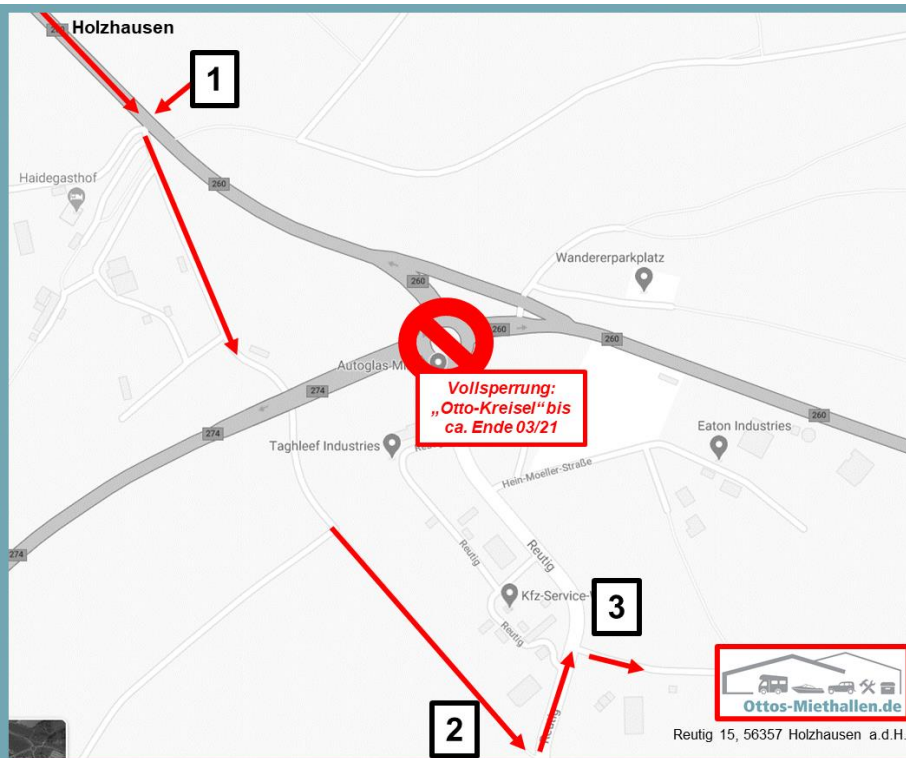 Holzhausen
1
Haidegasthof
260
Wandererparkplatz
260
260
260
Autoglas-M
Vollsperrung:
„Otto-Kreisel“ bis
ca. Ende 03/21
274
260
274
Taghleef Industries
Eaton Industries
Hein-Moeller-Straße
274
Reutig
Reutig
Kfz-Service-
3
Reutig
Reutig
2
Ottos-Miethallen.de
Reutig 15, 56357 Holzhausen a.d.H.